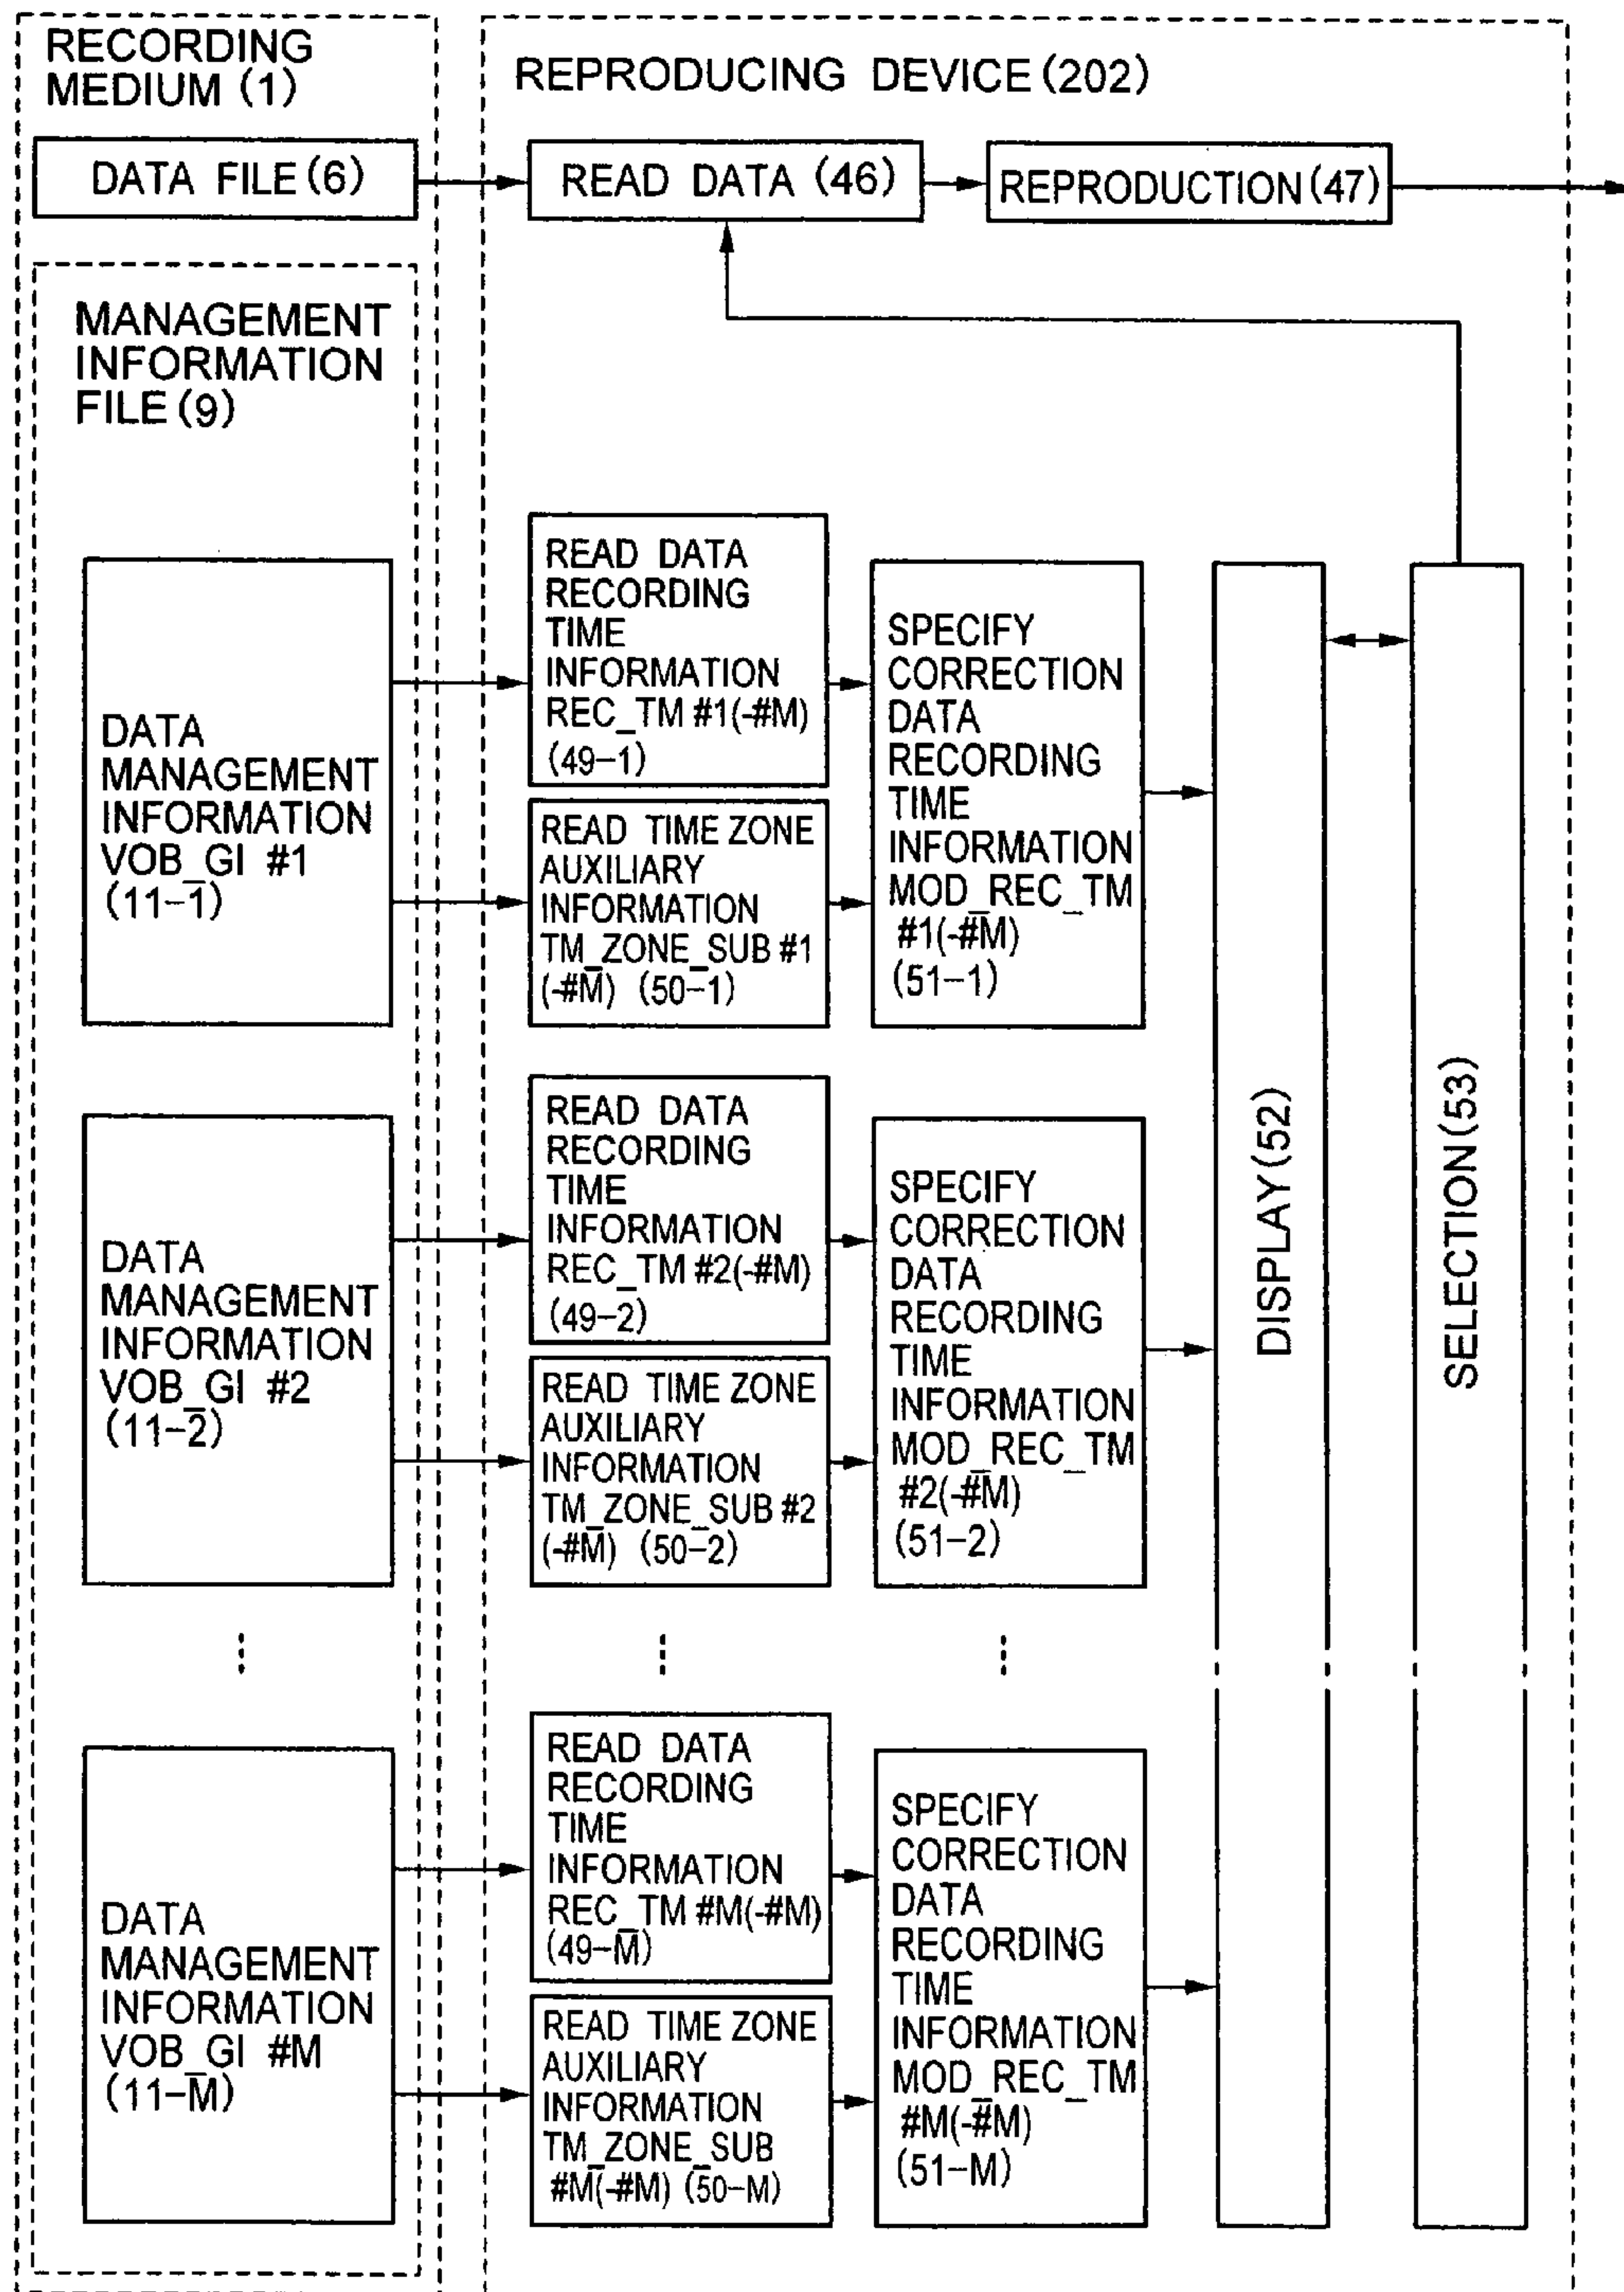 RECORDING
MEDIUM (1)
REPRODUCING DEVICE (202)
DATA FILE (6)
READ DATA (46)
REPRODUCTION (47)
MANAGEMENT
INFORMATION
FILE (9)
DATA
MANAGEMENT
INFORMATION
VOB_GI #1
(11-1)
READ DATA
RECORDING
TIME
INFORMATION
REC_TM #1(-#M)
(49-1)
READ TIME ZONE
AUXILIARY
INFORMATION
TM_ZONE_SUB #1
(-#M) (50-1)
SPECIFY
CORRECTION
DATA
RECORDING
TIME
INFORMATION
MOD_REC_TM
#1(-#M)
(51-1)
DATA
MANAGEMENT
INFORMATION
VOB_GI #2
(11-2)
READ DATA
RECORDING
TIME
INFORMATION
REC_TM #2(-#M)
(49-2)
READ TIME ZONE
AUXILIARY
INFORMATION
TM_ZONE_SUB #2
(-#M) (50-2)
SPECIFY
CORRECTION
DATA
RECORDING
TIME
INFORMATION
MOD_REC_TM
#2(-#M)
(51-2)
DATA
MANAGEMENT
INFORMATION
VOB_GI #M
(11-M)
READ DATA
RECORDING
TIME
INFORMATION
REC_TM #M(-#M)
(49-M)
READ TIME ZONE
AUXILIARY
INFORMATION
TM_ZONE_SUB
#M(-#M) (50-M)
SPECIFY
CORRECTION
DATA
RECORDING
TIME
INFORMATION
MOD_REC_TM
#M(-#M)
(51-M)
DISPLAY (52)
SELECTION (53)